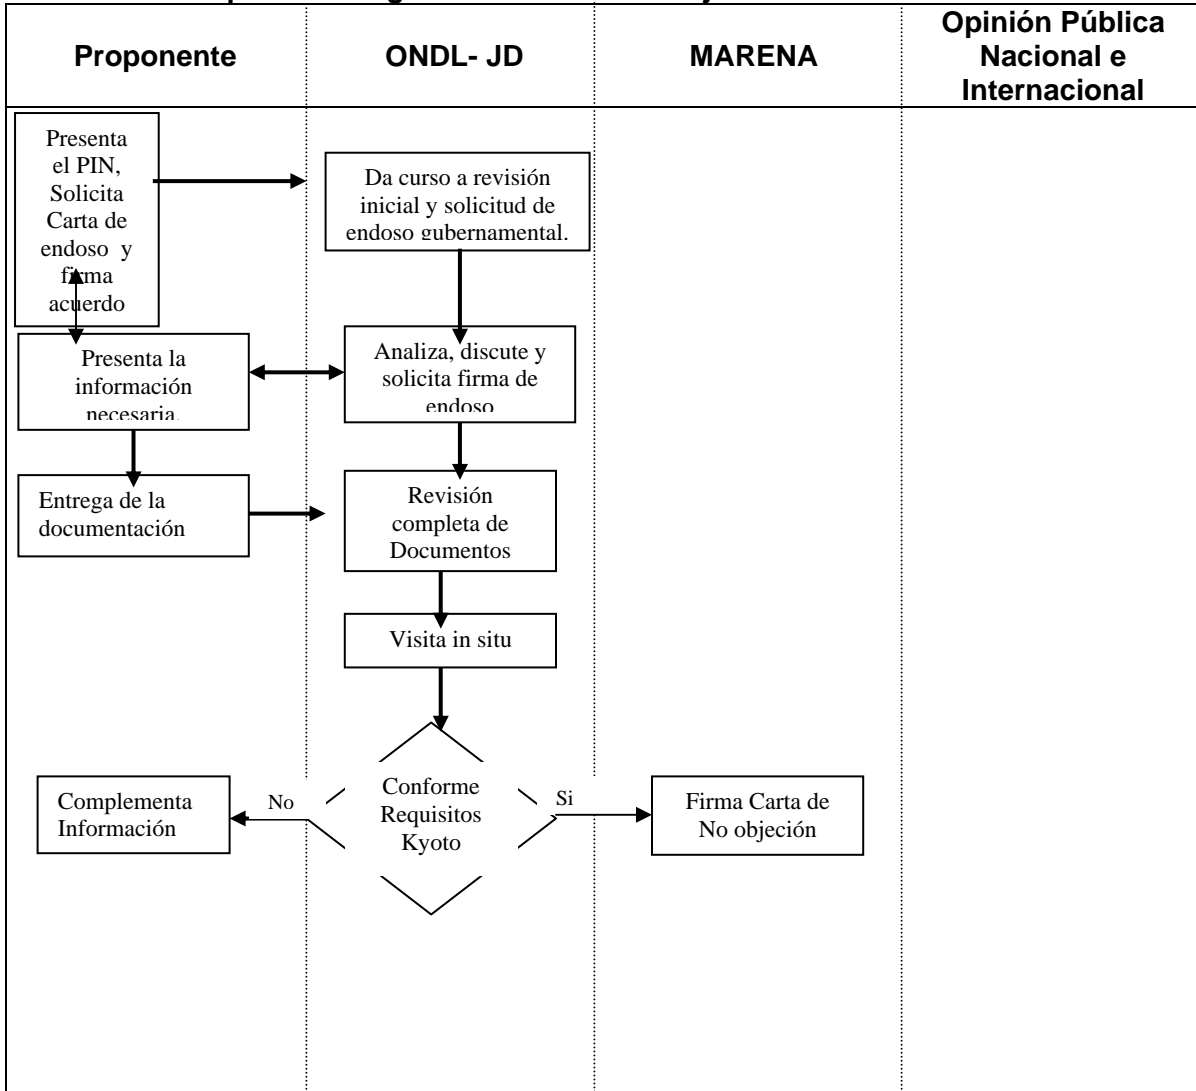 Proponente
ONDL- JD
MARENA
Opinión Pública
Nacional e
Internacional
Presenta
el PIN,
Solicita
Carta de
endoso y
firma
acuerdo
Da curso a revisión
inicial y solicitud de
endoso gubernamental.
Presenta la
información
necesaria.
Analiza, discute y
solicita firma de
endoso
Entrega de la
documentación
Revisión
completa de
Documentos
Visita in situ
Complementa
Información
No
Conforme
Requisitos
Kyoto
Si
Firma Carta de
No objeción